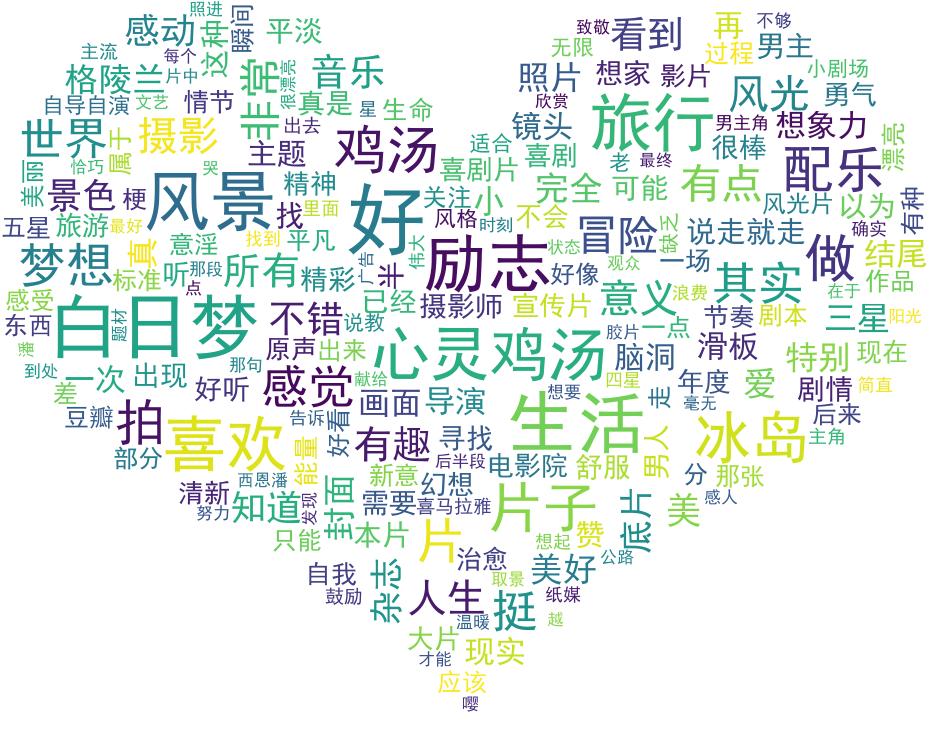 照进
感动
这种
瞬间
平淡
致敬
看到
再
不够
主流
每个
无限
过程
男主
格陵兰
片中
很漂亮
音乐
照片
想家
影片
小剧场
自导自演
文艺
情节
非常
真是
星
生命
欣赏
旅行
风光
勇气
世界
摄影
出去
鸡汤
镜头
男主角
想象力
漂亮
属于
主题
适合
喜剧
很棒
美丽
恰巧
哭
喜剧片
老
最终
配乐
景色
梗
风景
精神
好
关注
小
完全
可能
有点
风光片
以为
有种
五星
旅游
最好
找
里面
风格
时刻
不会
冒险
缺乏
说走就走
确实
梦想
真
意淫
找到
平凡
伟大
励志
状态
观众
一场
做
结尾
标准
听
那段
所有
精彩
广告
半
好像
其实
作品
感受
点
已经
摄影师
宣传片
意义
浪费
在于
东西
题材
白日梦
不错
说教
胶片
一点
节奏
剧本
三星
阳光
潘
那句
原声
出来
心灵鸡汤
脑洞
滑板
特别
现在
到处
一次
出现
好听
感觉
献给
想要
四星
走
年度
爱
剧情
简直
差
画面
导演
生活
毫无
后来
豆瓣
拍
喜欢
告诉
好看
有趣
寻找
男人
冰岛
主角
部分
能量
后半段
电影院
舒服
分
那张
西恩潘
新意
幻想
感人
清新
知道
发现
封面
需要
喜马拉雅
片子
底片
美
努力
只能
本片
片
想起
赞
治愈
公路
自我
杂志
取景
美好
鼓励
人生
挺
纸媒
温暖
越
大片
现实
才能
应该
嘤